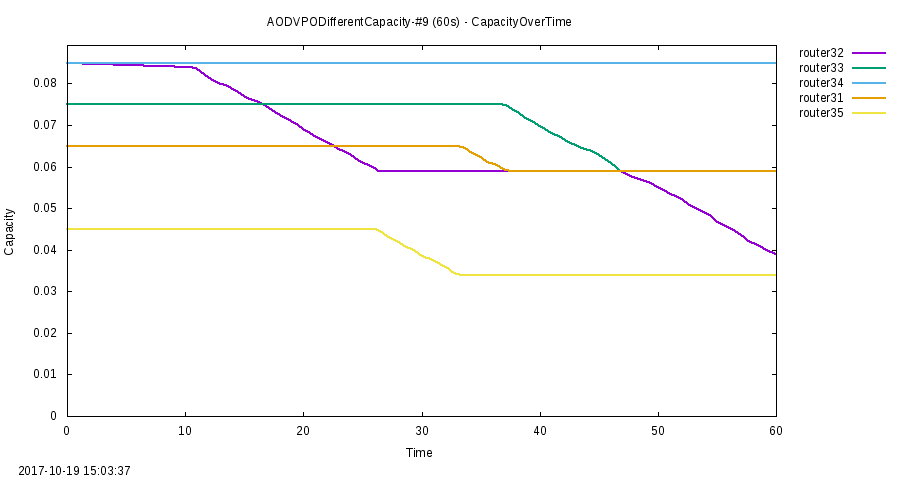 AODVPODifferentCapacity-#9 (60s) - CapacityOverTime
router32
router33
router34
router31
router35
0.08
0.07
0.06
0.05
0.04
0.03
0.02
0.01
0
Capacity
0 10 20 30 40 50 60
Time
2017-10-19 15:03:37